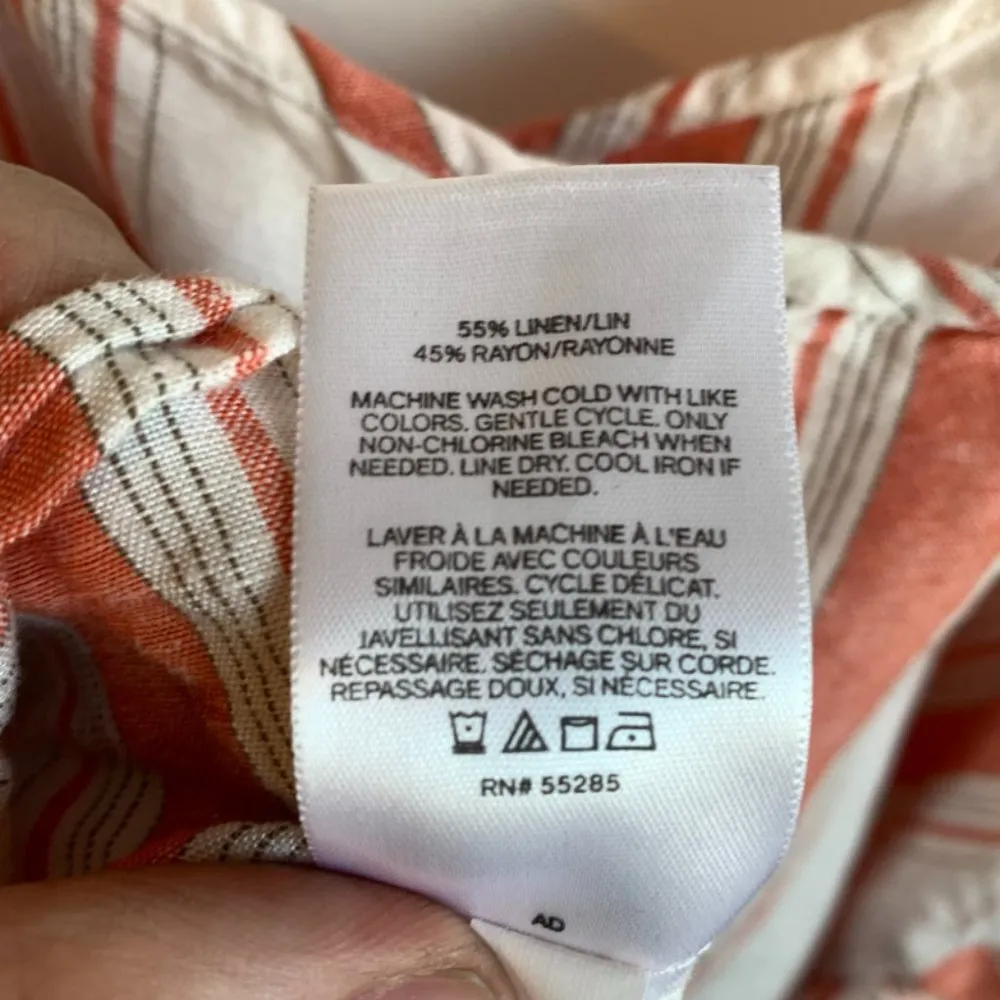 55% LINEN/LIN
45% RAYON/RAYONNE
MACHINE WASH COLD WITH LIKE
COLORS. GENTLE CYCLE. ONLY
NON-CHLORINE BLEACH WHEN
NEEDED. LINE DRY. COOL IRON IF
NEEDED.
LAVER À LA MACHINE À L'EAU
FROIDE AVEC COULEURS
SIMILAIRES. CYCLE DÉLICAT.
UTILISEZ SEULEMENT DU
JAVELLISANT SANS CHLORE, SI
NÉCESSAIRE. SÉCHAGE SUR CORDE.
REPASSAGE DOUX, SI NÉCESSAIRE.
RN# 55285
AD